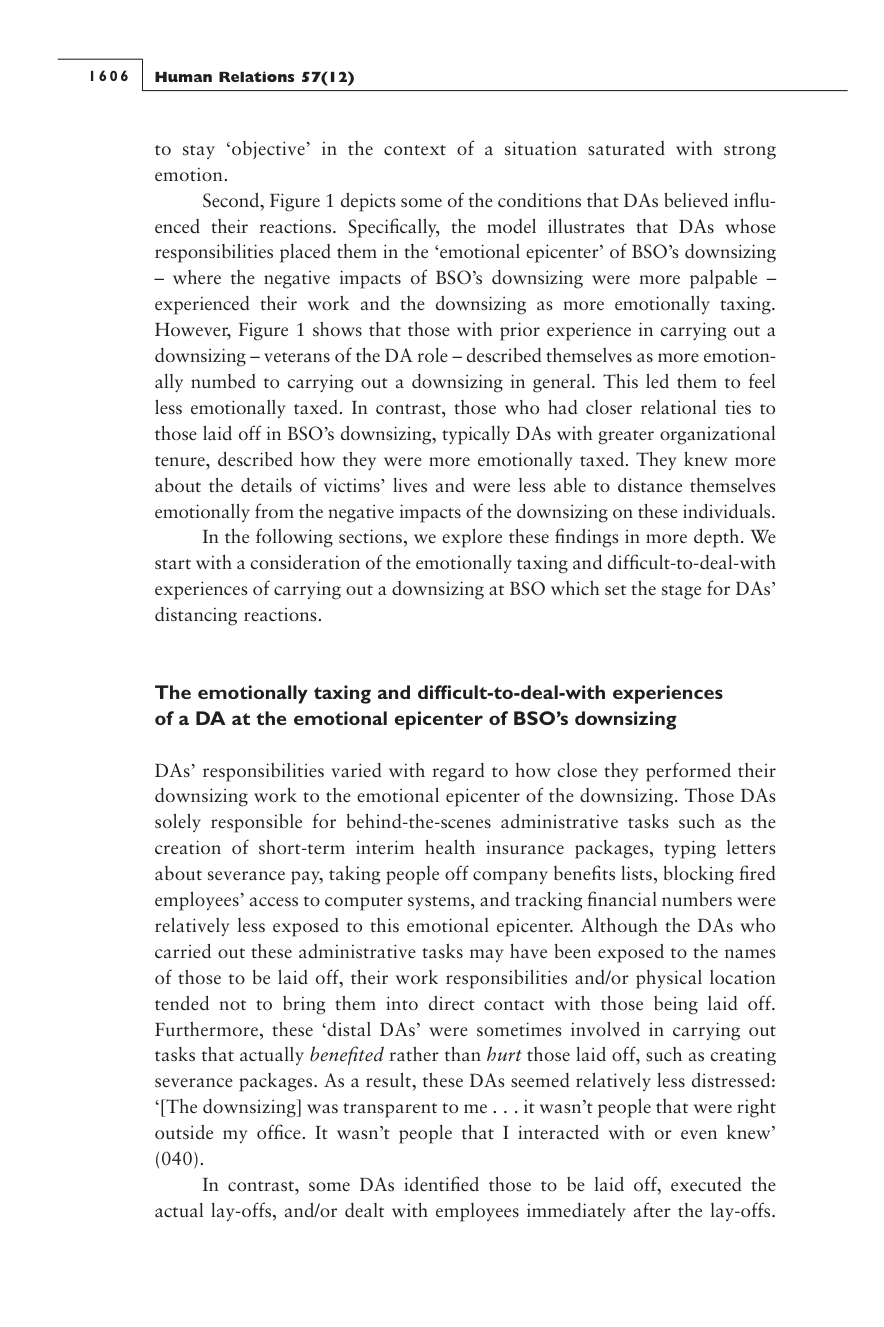 1606
Human Relations 57(12)
to stay ‘objective’ in the context of a situation saturated with strong
emotion.
Second, Figure 1 depicts some of the conditions that DAs believed influ-
enced their reactions. Specifically, the model illustrates that DAs whose
responsibilities placed them in the ‘emotional epicenter’ of BSO’s downsizing
– where the negative impacts of BSO’s downsizing were more palpable –
experienced their work and the downsizing as more emotionally taxing.
However, Figure 1 shows that those with prior experience in carrying out a
downsizing – veterans of the DA role – described themselves as more emotion-
ally numbed to carrying out a downsizing in general. This led them to feel
less emotionally taxed. In contrast, those who had closer relational ties to
those laid off in BSO’s downsizing, typically DAs with greater organizational
tenure, described how they were more emotionally taxed. They knew more
about the details of victims’ lives and were less able to distance themselves
emotionally from the negative impacts of the downsizing on these individuals.
In the following sections, we explore these findings in more depth. We
start with a consideration of the emotionally taxing and difficult-to-deal-with
experiences of carrying out a downsizing at BSO which set the stage for DAs’
distancing reactions.
The emotionally taxing and difficult-to-deal-with experiences
of a DA at the emotional epicenter of BSO’s downsizing
DAs’ responsibilities varied with regard to how close they performed their
downsizing work to the emotional epicenter of the downsizing. Those DAs
solely responsible for behind-the-scenes administrative tasks such as the
creation of short-term interim health insurance packages, typing letters
about severance pay, taking people off company benefits lists, blocking fired
employees’ access to computer systems, and tracking financial numbers were
relatively less exposed to this emotional epicenter. Although the DAs who
carried out these administrative tasks may have been exposed to the names
of those to be laid off, their work responsibilities and/or physical location
tended not to bring them into direct contact with those being laid off.
Furthermore, these ‘distal DAs’ were sometimes involved in carrying out
tasks that actually benefited rather than hurt those laid off, such as creating
severance packages. As a result, these DAs seemed relatively less distressed:
‘[The downsizing] was transparent to me . . . it wasn’t people that were right
outside my office. It wasn’t people that I interacted with or even knew’
(040).
In contrast, some DAs identified those to be laid off, executed the
actual lay-offs, and/or dealt with employees immediately after the lay-offs.